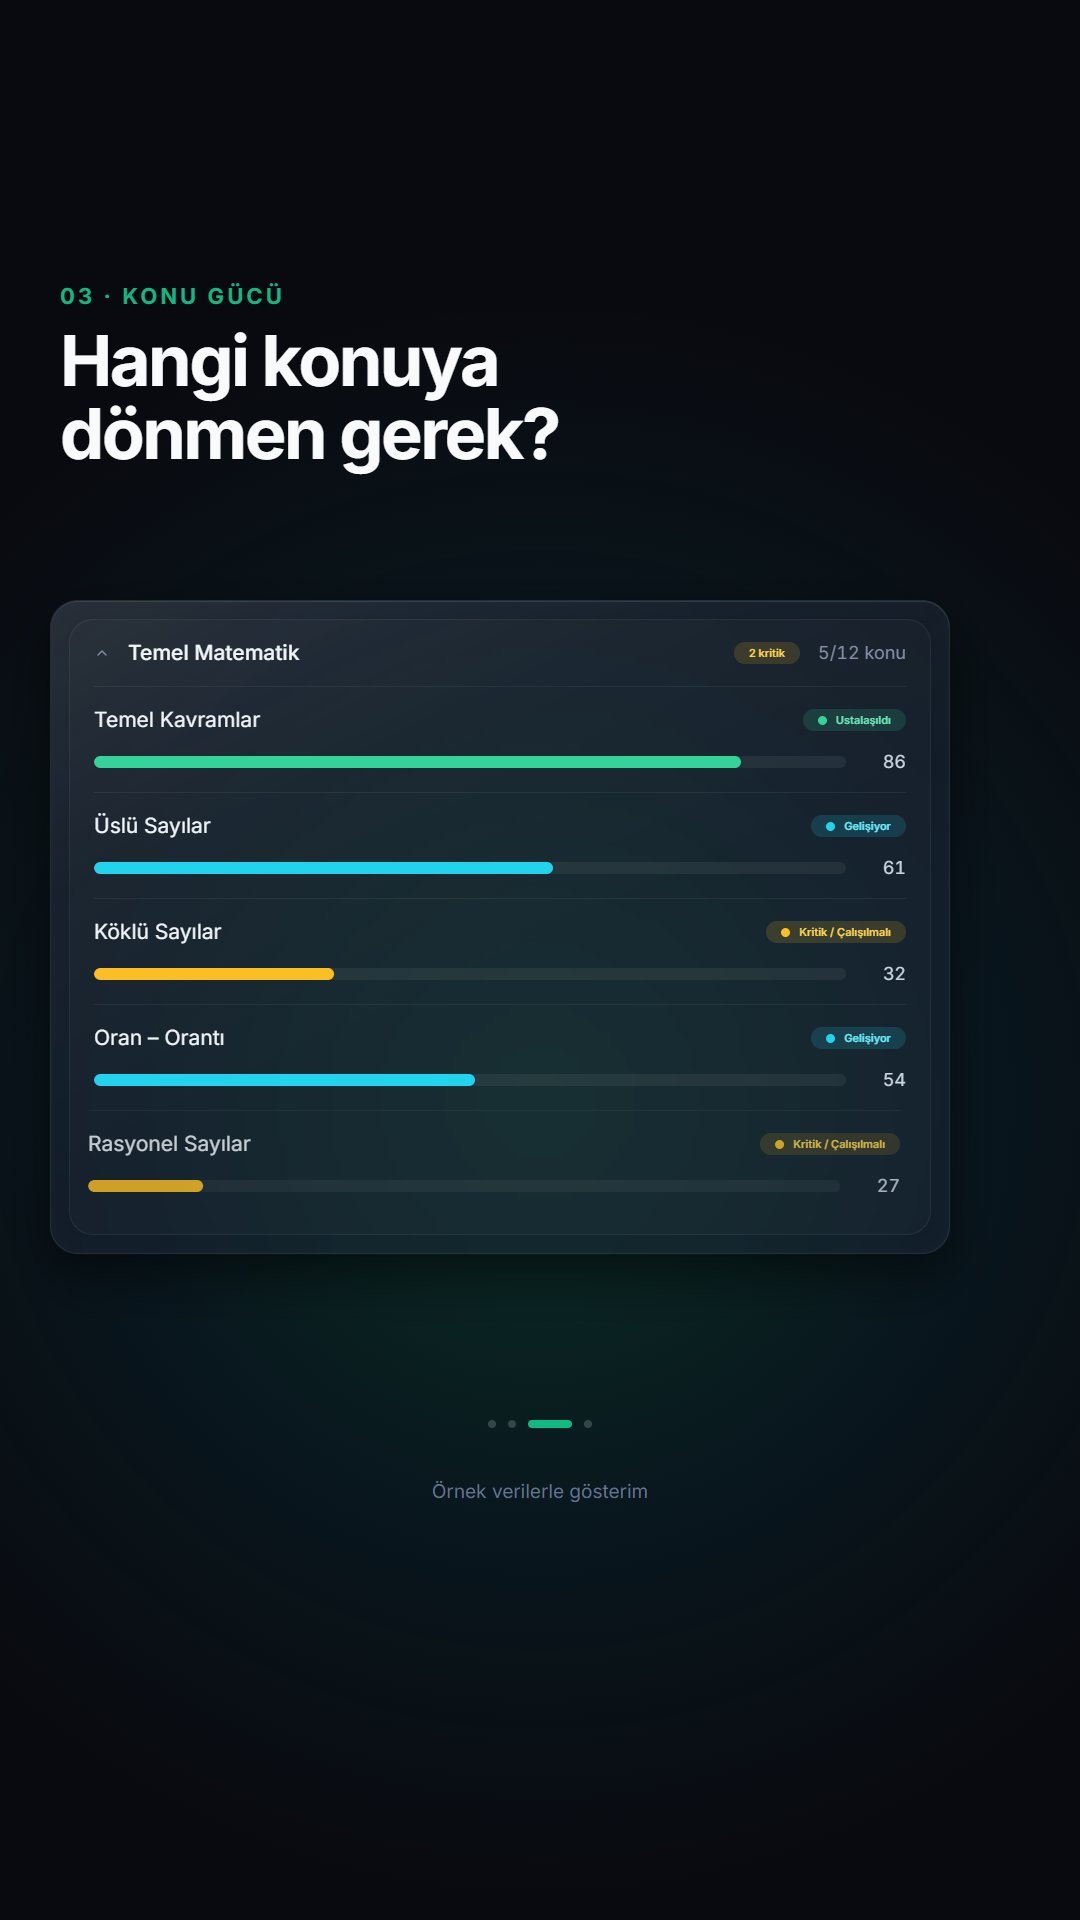 03 · KONU GÜCÜ
Hangi konuya
dönmen gerek?
Temel Matematik 2 kritik 5/12 konu
Temel Kavramlar Ustalaşıldı
86
Üslü Sayılar Gelişiyor
61
Köklü Sayılar Kritik / Çalışılmalı
32
Oran – Orantı Gelişiyor
54
Rasyonel Sayılar Kritik / Çalışılmalı
27
Örnek verilerle gösterim